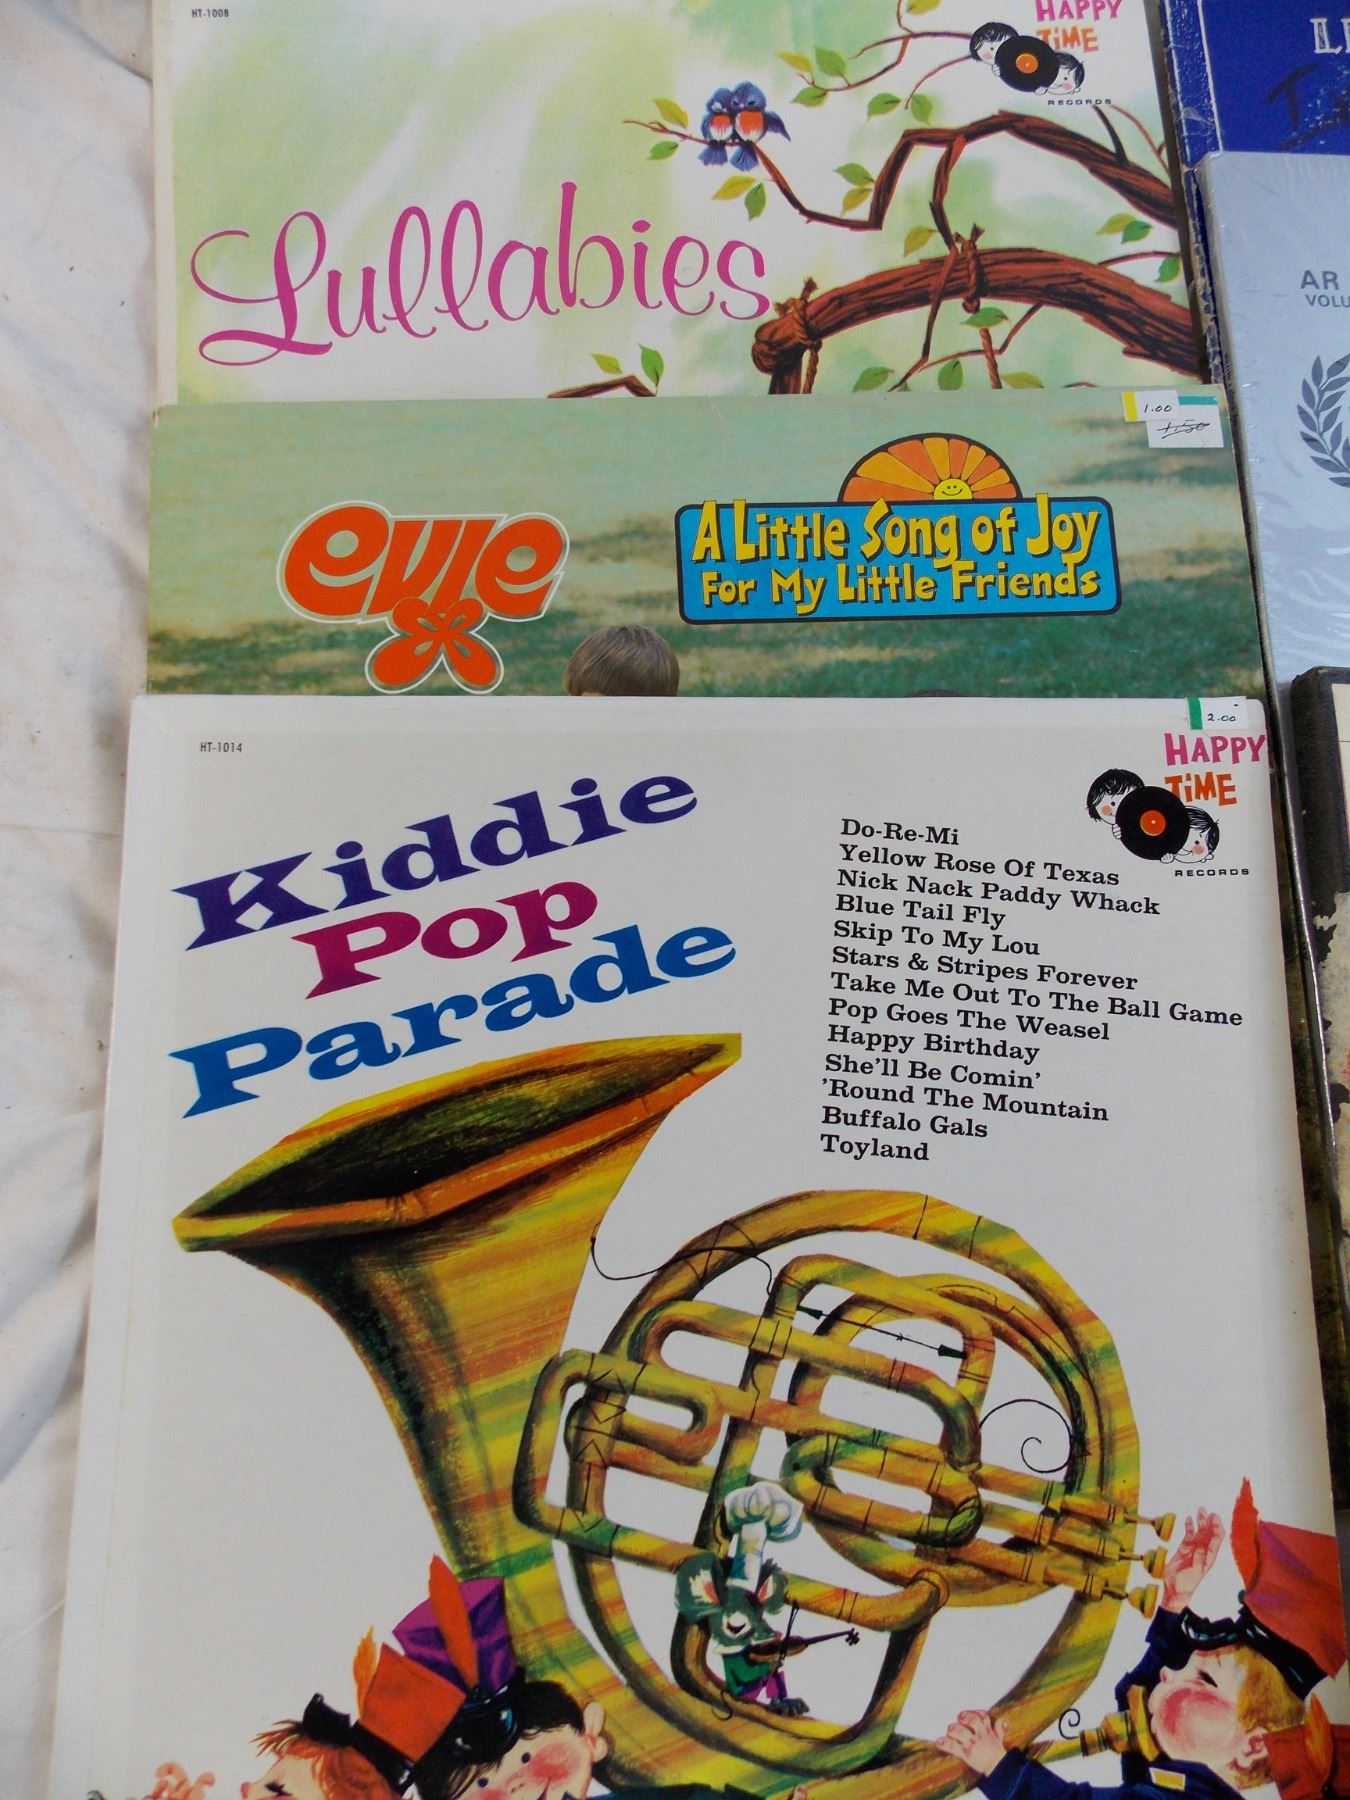 HT-1008
HAPPY
TIME
RECORDS
Lullabies
AR
VOLU
1.00
1.50
evie
A Little Song of Joy
For My Little Friends
2.00
HT-1014
HAPPY
TIME
RECORDS
Kiddie
Pop
Parade
Do-Re-Mi
Yellow Rose Of Texas
Nick Nack Paddy Whack
Blue Tail Fly
Skip To My Lou
Stars & Stripes Forever
Take Me Out To The Ball Game
Pop Goes The Weasel
Happy Birthday
She'll Be Comin'
'Round The Mountain
Buffalo Gals
Toyland